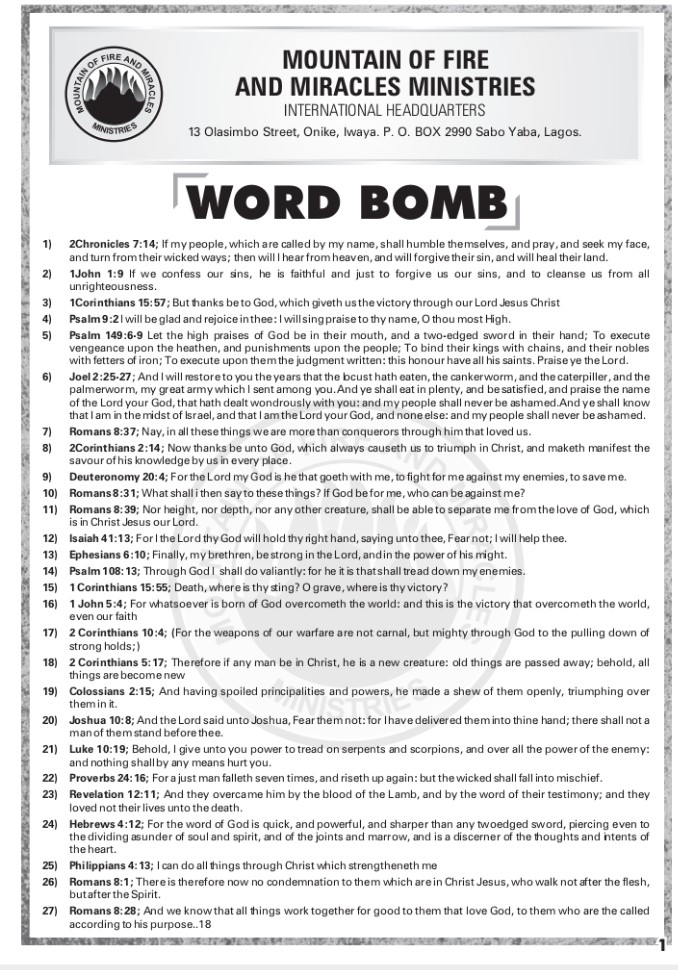 MOUNTAIN OF FIRE AND MIRACLES
MINISTRIES
MOUNTAIN OF FIRE
AND MIRACLES MINISTRIES
INTERNATIONAL HEADQUARTERS
13 Olasimbo Street, Onike, Iwaya. P. O. BOX 2990 Sabo Yaba, Lagos.
WORD BOMB
1) 2Chronicles 7:14; If my people, which are called by my name, shall humble themselves, and pray, and seek my face,
and turn from their wicked ways; then will I hear from heaven, and will forgive their sin, and will heal their land.
2) 1John 1:9 If we confess our sins, he is faithful and just to forgive us our sins, and to cleanse us from all
unrighteousness.
3) 1Corinthians 15:57; But thanks be to God, which giveth us the victory through our Lord Jesus Christ
4) Psalm 9:2 I will be glad and rejoice in thee: I will sing praise to thy name, O thou most High.
5) Psalm 149:6-9 Let the high praises of God be in their mouth, and a two-edged sword in their hand; To execute
vengeance upon the heathen, and punishments upon the people; To bind their kings with chains, and their nobles
with fetters of iron; To execute upon them the judgment written: this honour have all his saints. Praise ye the Lord.
6) Joel 2:25-27; And I will restore to you the years that the locust hath eaten, the cankerworm, and the caterpiller, and the
palmerworm, my great army which I sent among you. And ye shall eat in plenty, and be satisfied, and praise the name
of the Lord your God, that hath dealt wondrously with you: and my people shall never be ashamed. And ye shall know
that I am in the midst of Israel, and that I am the Lord your God, and none else: and my people shall never be ashamed.
7) Romans 8:37; Nay, in all these things we are more than conquerors through him that loved us.
8) 2Corinthians 2:14; Now thanks be unto God, which always causeth us to triumph in Christ, and maketh manifest the
savour of his knowledge by us in every place.
9) Deuteronomy 20:4; For the Lord my God is he that goeth with me, to fight for me against my enemies, to save me.
10) Romans 8:31; What shall i then say to these things? If God be for me, who can be against me?
11) Romans 8:39; Nor height, nor depth, nor any other creature, shall be able to separate me from the love of God, which
is in Christ Jesus our Lord.
12) Isaiah 41:13; For I the Lord thy God will hold thy right hand, saying unto thee, Fear not; I will help thee.
13) Ephesians 6:10; Finally, my brethren, be strong in the Lord, and in the power of his might.
14) Psalm 108:13; Through God I shall do valiantly: for he it is that shall tread down my enemies.
15) 1 Corinthians 15:55; Death, where is thy sting? O grave, where is thy victory?
16) 1 John 5:4; For whatsoever is born of God overcometh the world: and this is the victory that overcometh the world,
even our faith
17) 2 Corinthians 10:4; (For the weapons of our warfare are not carnal, but mighty through God to the pulling down of
strong holds;)
18) 2 Corinthians 5:17; Therefore if any man be in Christ, he is a new creature: old things are passed away; behold, all
things are become new
19) Colossians 2:15; And having spoiled principalities and powers, he made a shew of them openly, triumphing over
them in it.
20) Joshua 10:8; And the Lord said unto Joshua, Fear them not: for I have delivered them into thine hand; there shall not a
man of them stand before thee.
21) Luke 10:19; Behold, I give unto you power to tread on serpents and scorpions, and over all the power of the enemy:
and nothing shall by any means hurt you.
22) Proverbs 24:16; For a just man falleth seven times, and riseth up again: but the wicked shall fall into mischief.
23) Revelation 12:11; And they overcame him by the blood of the Lamb, and by the word of their testimony; and they
loved not their lives unto the death.
24) Hebrews 4:12; For the word of God is quick, and powerful, and sharper than any twoedged sword, piercing even to
the dividing asunder of soul and spirit, and of the joints and marrow, and is a discerner of the thoughts and intents of
the heart.
25) Philippians 4:13; I can do all things through Christ which strengtheneth me
26) Romans 8:1; There is therefore now no condemnation to them which are in Christ Jesus, who walk not after the flesh,
but after the Spirit.
27) Romans 8:28; And we know that all things work together for good to them that love God, to them who are the called
according to his purpose..18
1